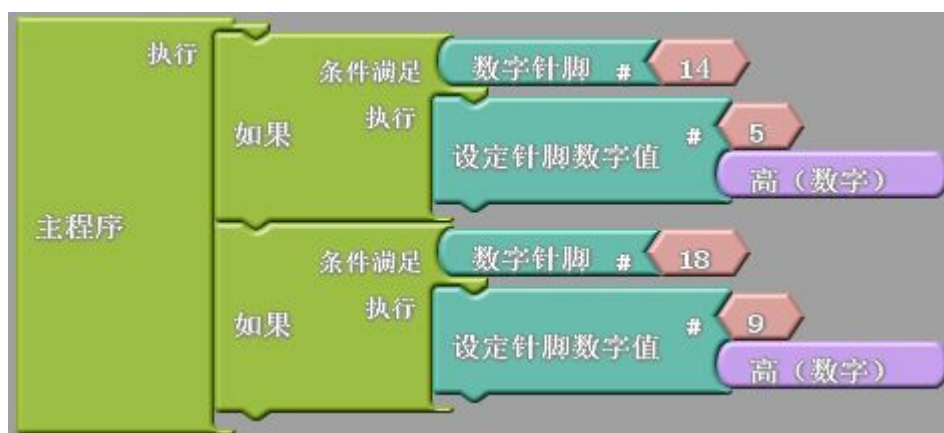 执行
条件满足 数字针脚 # 14
如果 执行 设定针脚数字值 # 5
高（数字）
主程序
条件满足 数字针脚 # 18
如果 执行 设定针脚数字值 # 9
高（数字）